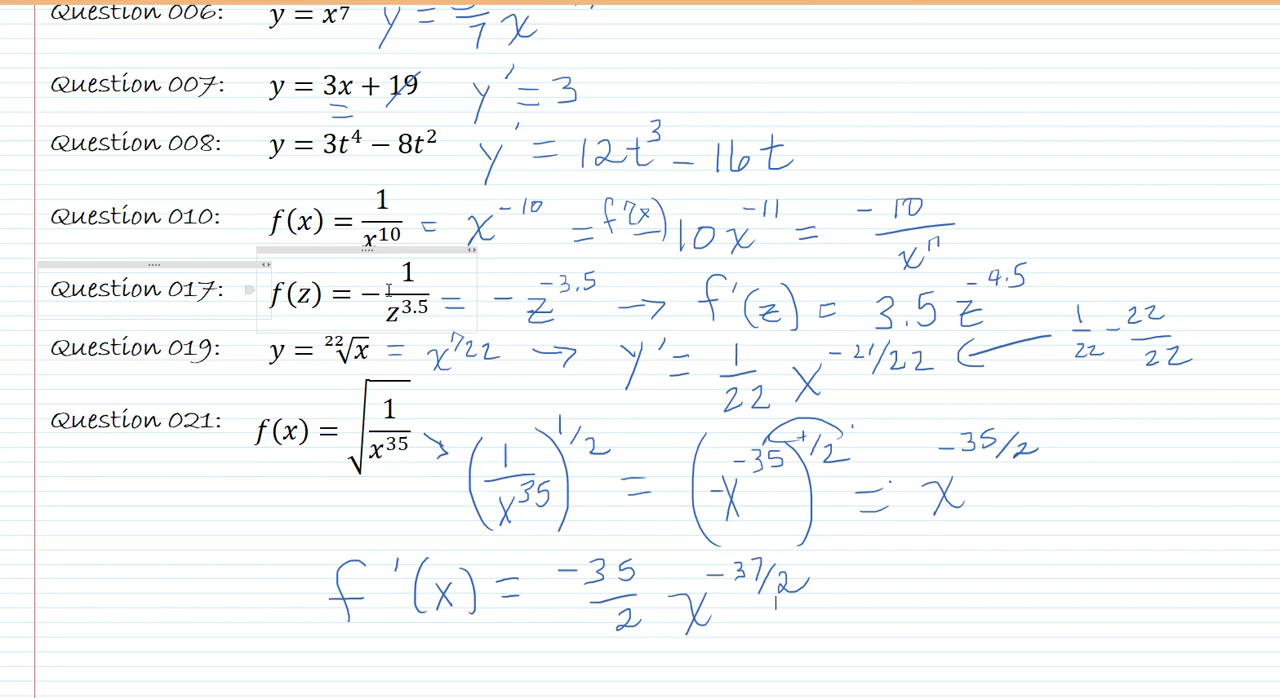 Question 006: y = x7 y = /7 x
Question 007: y = 3x + 19 y' = 3
Question 008: y = 3t⁴ − 8t² y' = 12t³ − 16t
Question 010: f(x) = 1/x¹⁰ = x⁻¹⁰ = f'(x) − 10x⁻¹¹ = −10/x¹¹
Question 017: f(z) = −1/z³·⁵ = −z⁻³·⁵ → f'(z) = 3.5 z⁻⁴·⁵
Question 019: y = ²²√x = x^1/22 → y' = 1/22 x^−21/22 ← 1/22 − 22/22
Question 021: f(x) = √(1/x³⁵) → (1/x³⁵)^1/2 = (x⁻³⁵)^1/2 = x^−35/2
f'(x) = −35/2 x^−37/2